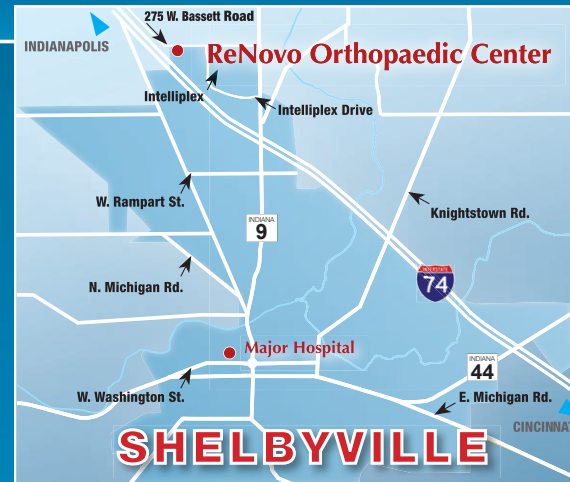 275 W. Bassett Road
INDIANAPOLIS
ReNovo Orthopaedic Center
Intelliplex
Intelliplex Drive
W. Rampart St.
Knightstown Rd.
INDIANA
9
N. Michigan Rd.
INTERSTATE
74
Major Hospital
INDIANA
44
W. Washington St.
E. Michigan Rd.
CINCINNAT
SHELBYVILLE